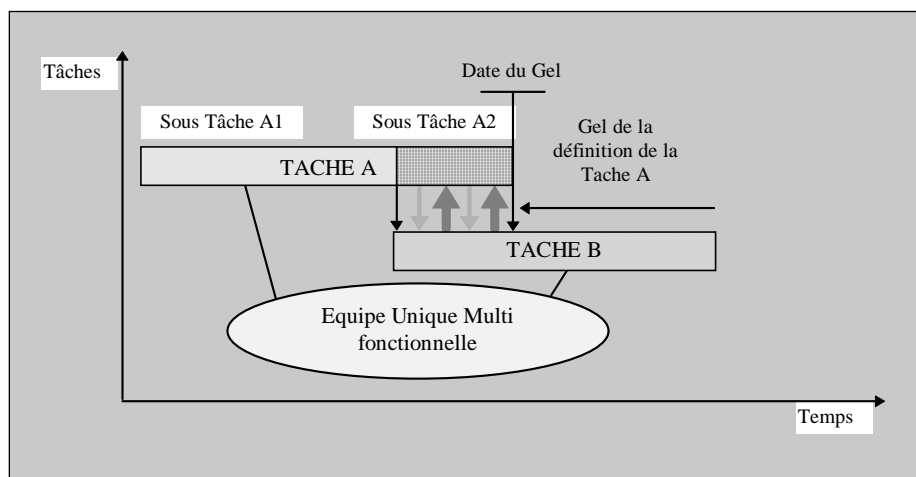 Tâches
Date du Gel
Sous Tâche A1
Sous Tâche A2
Gel de la
définition de la
Tache A
TACHE A
TACHE B
Equipe Unique Multi
fonctionnelle
Temps